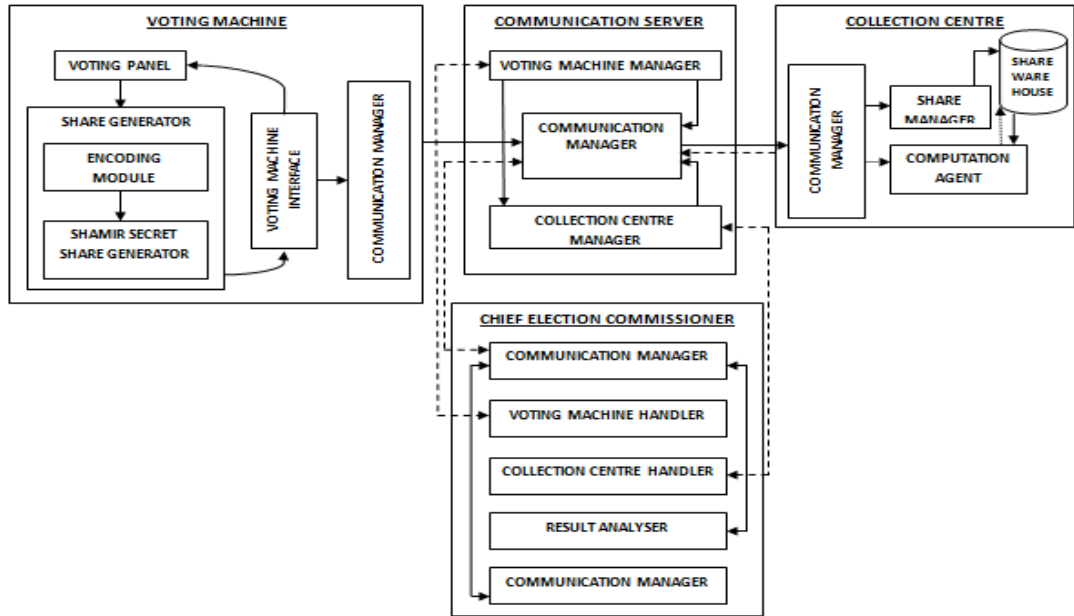 VOTING MACHINE
VOTING PANEL
SHARE GENERATOR
ENCODING
MODULE
SHAMIR SECRET
SHARE GENERATOR
VOTING MACHINE
INTERFACE
COMMUNICATION MANAGER
COMMUNICATION SERVER
VOTING MACHINE MANAGER
COMMUNICATION
MANAGER
COLLECTION CENTRE
MANAGER
COLLECTION CENTRE
COMMUNICATION
MANAGER
SHARE
MANAGER
COMPUTATION
AGENT
SHARE
WARE
HOUSE
CHIEF ELECTION COMMISSIONER
COMMUNICATION MANAGER
VOTING MACHINE HANDLER
COLLECTION CENTRE HANDLER
RESULT ANALYSER
COMMUNICATION MANAGER